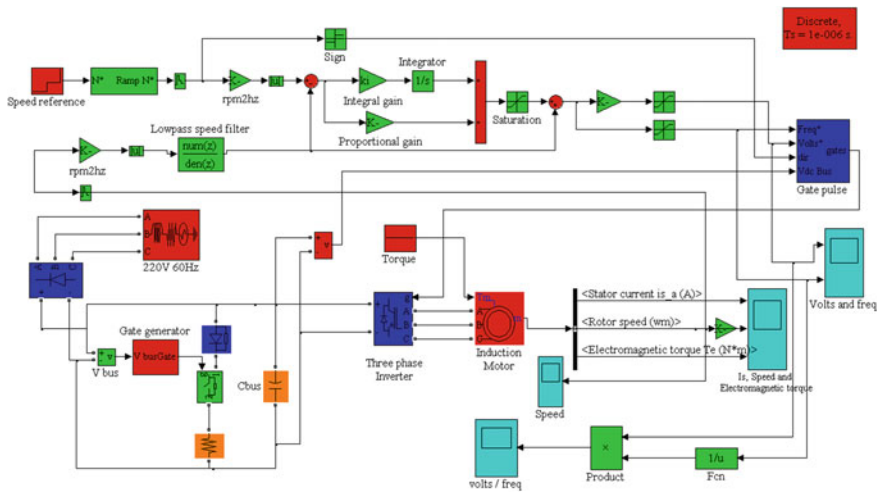 Discrete,
Ts = 1e-006 s.
Sign
Integrator
N*
Ramp N*
K-
|u|
ki
1/s
Speed reference
rpm2hz
Integral gain
Saturation
K-
K-
Proportional gain
Lowpass speed filter
K-
|u|
num(z)
den(z)
rpm2hz
Freq*
Volts*
dir
Vdc Bus
gates
Gate pulse
A
B
C
220V 60Hz
A
B
C
+
-
+
-
v
Torque
Tm
g
+
-
A
B
C
A
B
C
Three phase
Inverter
Induction
Motor
<Stator current is_a (A)>
<Rotor speed (wm)>
<Electromagnetic torque Te (N*m)>
K-
Volts and freq
Is, Speed and
Electromagnetic torque
Gate generator
+
-
v
V bus
V bus
Gate
Cbus
Speed
volts / freq
×
Product
1/u
Fcn